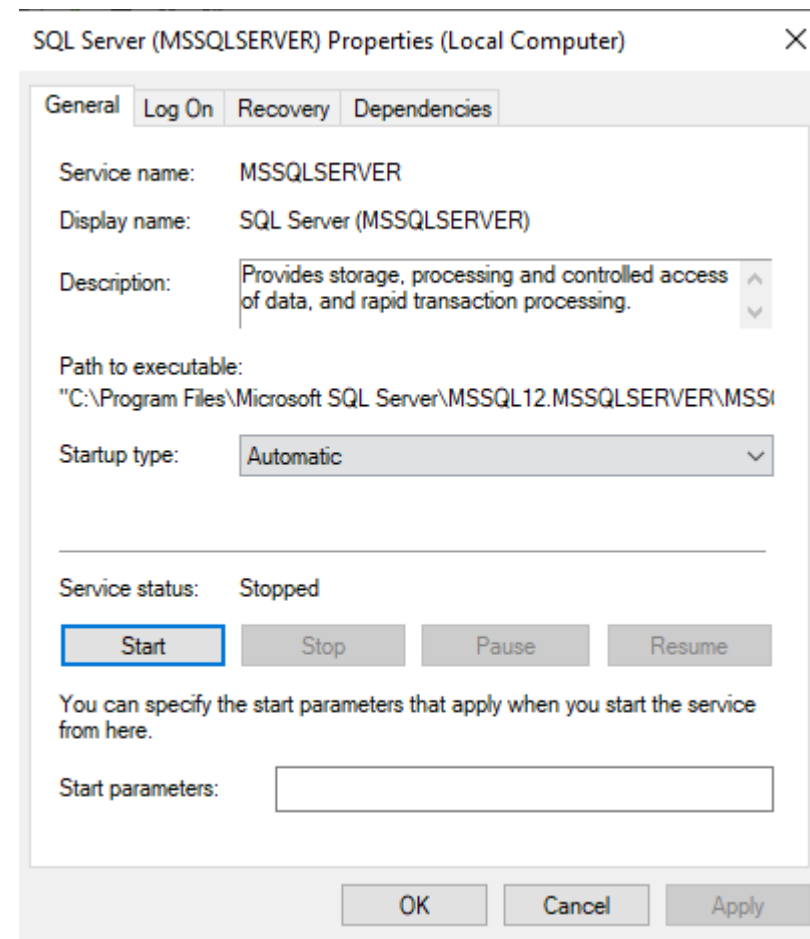 SQL Server (MSSQLSERVER) Properties (Local Computer)
General Log On Recovery Dependencies
Service name: MSSQLSERVER
Display name: SQL Server (MSSQLSERVER)
Description: Provides storage, processing and controlled access
of data, and rapid transaction processing.
Path to executable:
"C:\Program Files\Microsoft SQL Server\MSSQL12.MSSQLSERVER\MSS
Startup type: Automatic
Service status: Stopped
Start Stop Pause Resume
You can specify the start parameters that apply when you start the service
from here.
Start parameters:
OK Cancel Apply